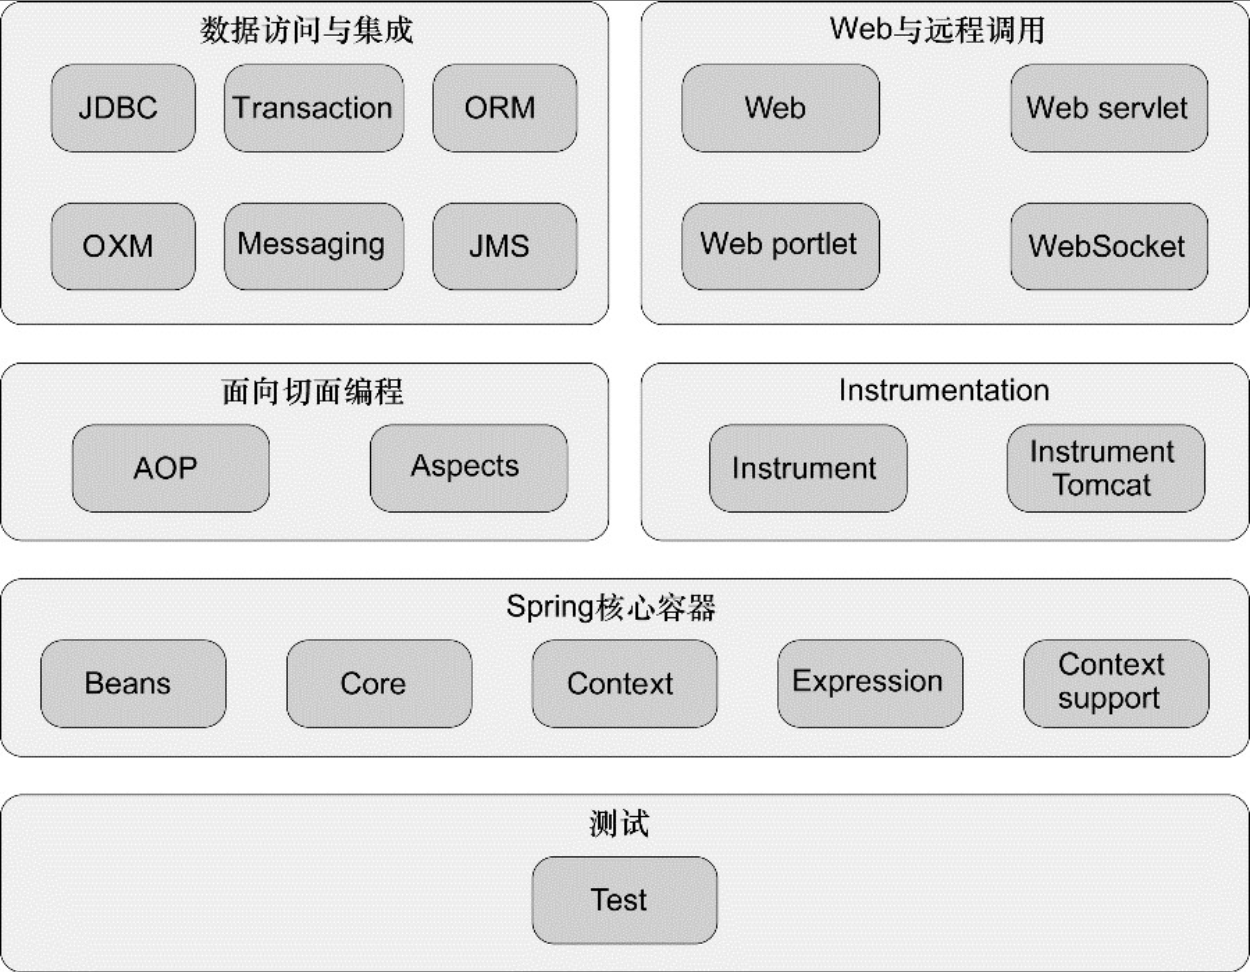 数据访问与集成
JDBC
Transaction
ORM
OXM
Messaging
JMS
Web与远程调用
Web
Web servlet
Web portlet
WebSocket
面向切面编程
AOP
Aspects
Instrumentation
Instrument
Instrument
Tomcat
Spring核心容器
Beans
Core
Context
Expression
Context
support
测试
Test